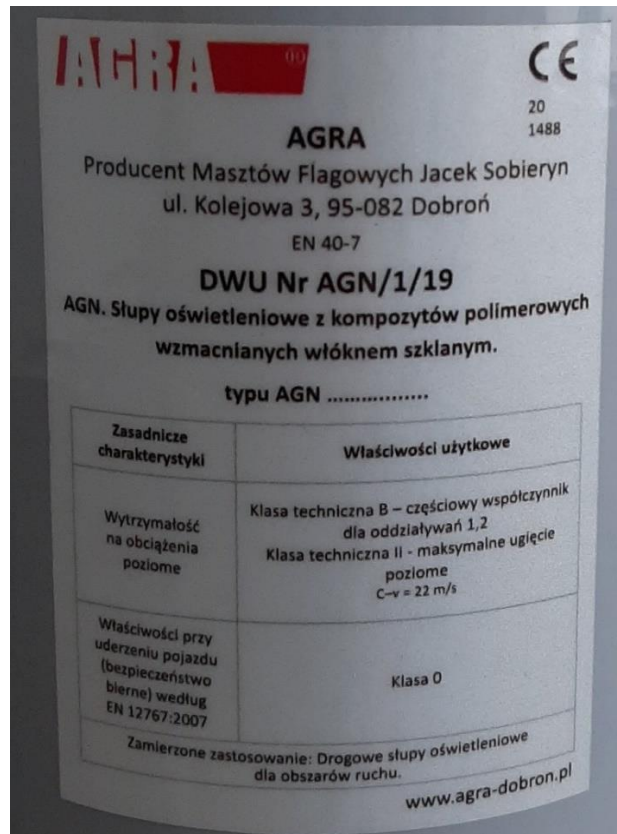 AGRA
CE
20
1488
AGRA
Producent Masztów Flagowych Jacek Sobieryn
ul. Kolejowa 3, 95-082 Dobroń
EN 40-7
DWU Nr AGN/1/19
AGN. Słupy oświetleniowe z kompozytów polimerowych
wzmacnianych włóknem szklanym.
typu AGN .................
Zasadnicze
charakterystyki
Właściwości użytkowe
Wytrzymałość
na obciążenia
poziome
Klasa techniczna B – częściowy współczynnik
dla oddziaływań 1,2
Klasa techniczna II - maksymalne ugięcie
poziome
C–v = 22 m/s
Właściwości przy
uderzeniu pojazdu
(bezpieczeństwo
bierne) według
EN 12767:2007
Klasa 0
Zamierzone zastosowanie: Drogowe słupy oświetleniowe
dla obszarów ruchu.
www.agra-dobron.pl